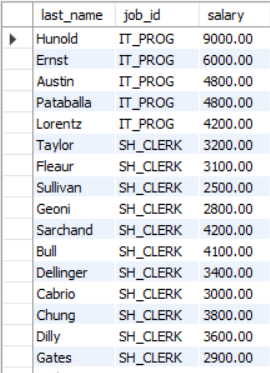 last_name job_id salary
Hunold IT_PROG 9000.00
Ernst IT_PROG 6000.00
Austin IT_PROG 4800.00
Pataballa IT_PROG 4800.00
Lorentz IT_PROG 4200.00
Taylor SH_CLERK 3200.00
Fleaur SH_CLERK 3100.00
Sullivan SH_CLERK 2500.00
Geoni SH_CLERK 2800.00
Sarchand SH_CLERK 4200.00
Bull SH_CLERK 4100.00
Dellinger SH_CLERK 3400.00
Cabrio SH_CLERK 3000.00
Chung SH_CLERK 3800.00
Dilly SH_CLERK 3600.00
Gates SH_CLERK 2900.00